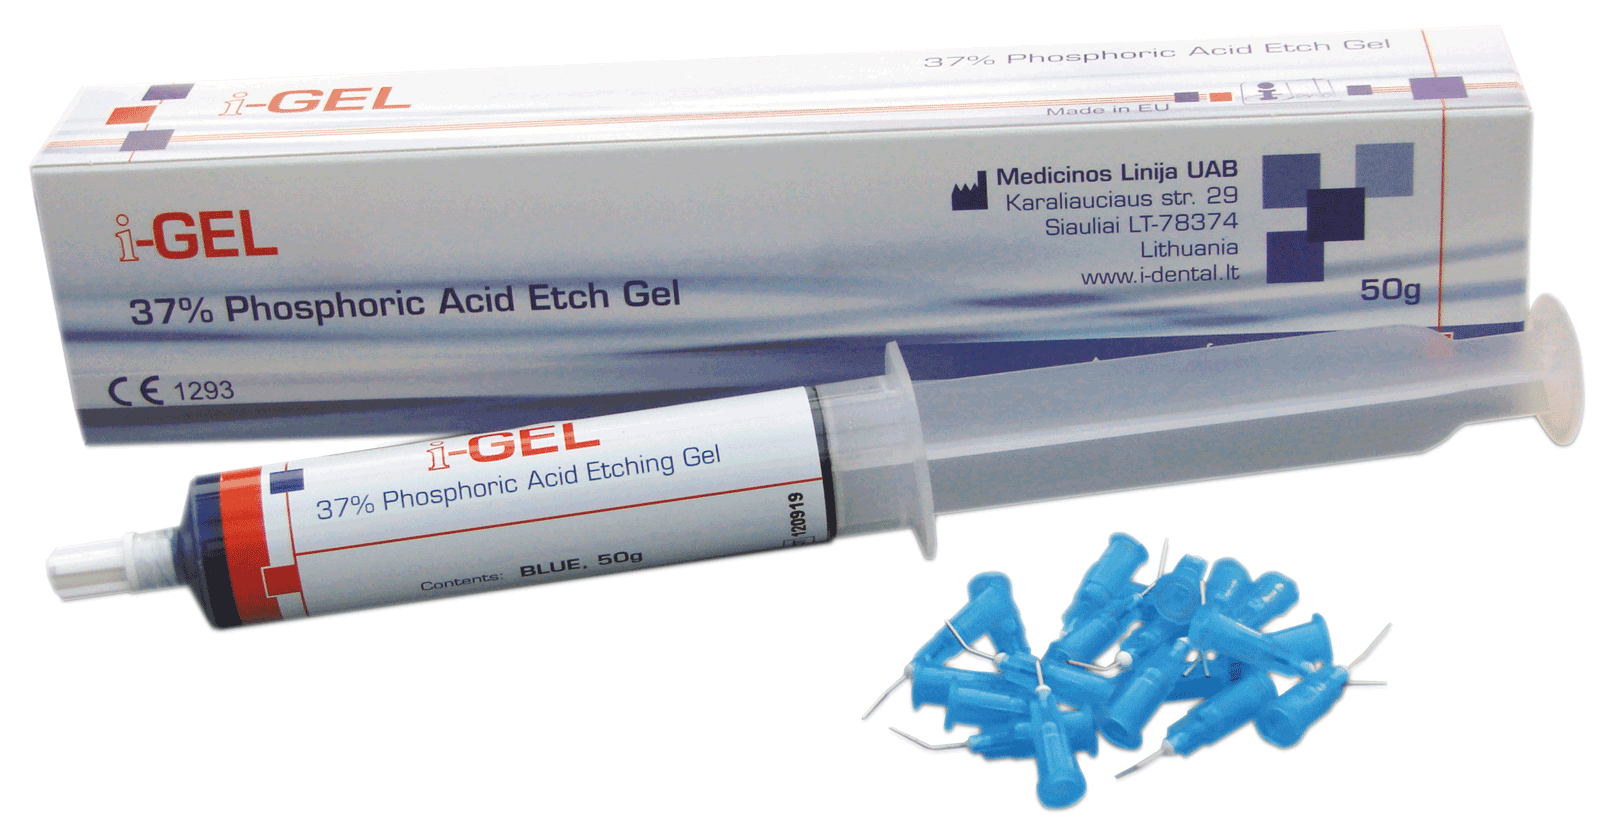 i-GEL
37% Phosphoric Acid Etch Gel
Made in EU
i-GEL
37% Phosphoric Acid Etch Gel
CE 1293
Medicinos Linija UAB
Karaliauciaus str. 29
Siauliai LT-78374
Lithuania
www.i-dental.lt
50g
i-GEL
37% Phosphoric Acid Etching Gel
Contents: BLUE, 50g
120919